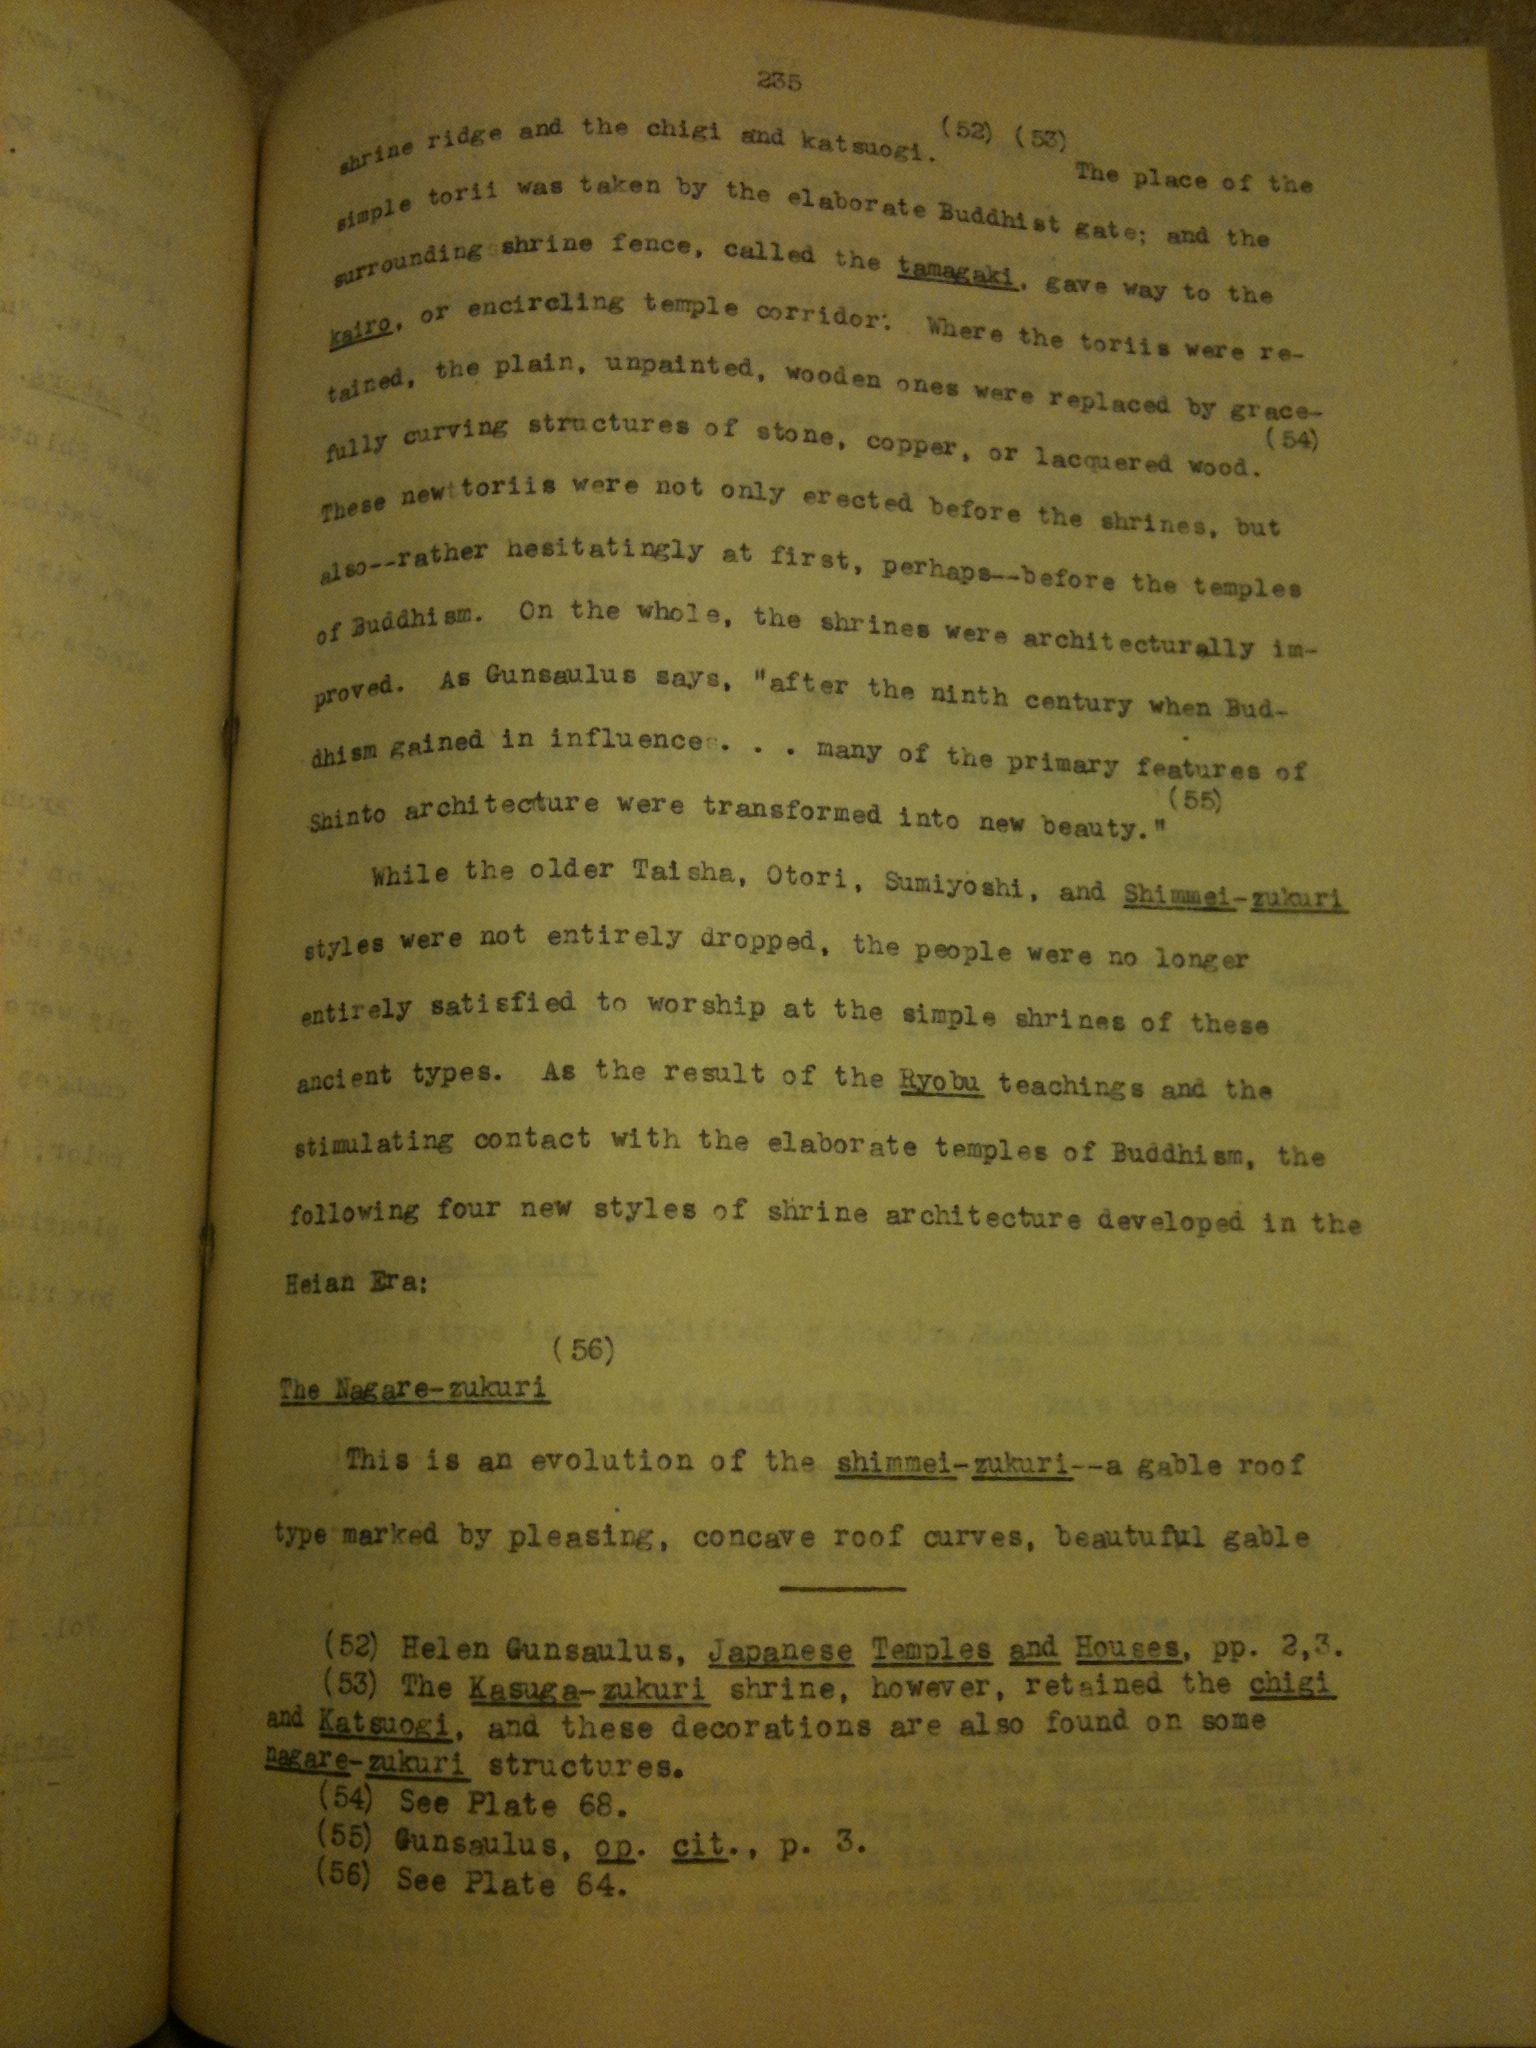 235
shrine ridge and the chigi and katsuogi. (52) (53) The place of the
simple torii was taken by the elaborate Buddhist gate; and the
surrounding shrine fence, called the tamagaki, gave way to the
kairo, or encircling temple corridor. Where the toriis were re-
tained, the plain, unpainted, wooden ones were replaced by grace-
fully curving structures of stone, copper, or lacquered wood. (54)
These new toriis were not only erected before the shrines, but
also--rather hesitatingly at first, perhaps--before the temples
of Buddhism. On the whole, the shrines were architecturally im-
proved. As Gunsaulus says, "after the ninth century when Bud-
dhism gained in influence. . . many of the primary features of
Shinto architecture were transformed into new beauty." (55)
While the older Taisha, Otori, Sumiyoshi, and Shimmei-zukuri
styles were not entirely dropped, the people were no longer
entirely satisfied to worship at the simple shrines of these
ancient types. As the result of the Ryobu teachings and the
stimulating contact with the elaborate temples of Buddhism, the
following four new styles of shrine architecture developed in the
Heian Era:
The Nagare-zukuri (56)
This is an evolution of the shimmei-zukuri--a gable roof
type marked by pleasing, concave roof curves, beautuful gable
(52) Helen Gunsaulus, Japanese Temples and Houses, pp. 2,3.
(53) The Kasuga-zukuri shrine, however, retained the chigi
and Katsuogi, and these decorations are also found on some
nagare-zukuri structures.
(54) See Plate 68.
(55) Gunsaulus, op. cit., p. 3.
(56) See Plate 64.